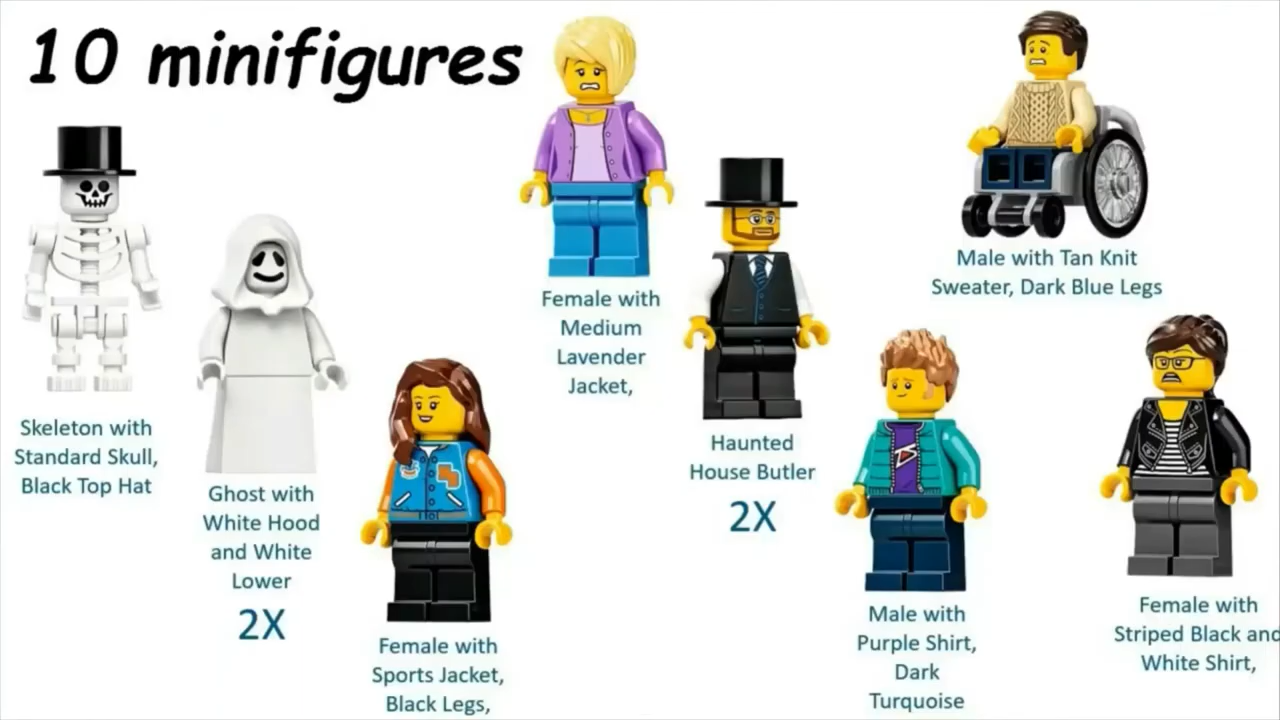 10 minifigures
Skeleton with
Standard Skull,
Black Top Hat
Ghost with
White Hood
and White
Lower
2X
Female with
Sports Jacket,
Black Legs,
Female with
Medium
Lavender
Jacket,
Haunted
House Butler
2X
Male with
Purple Shirt,
Dark
Turquoise
Male with Tan Knit
Sweater, Dark Blue Legs
Female with
Striped Black and
White Shirt,